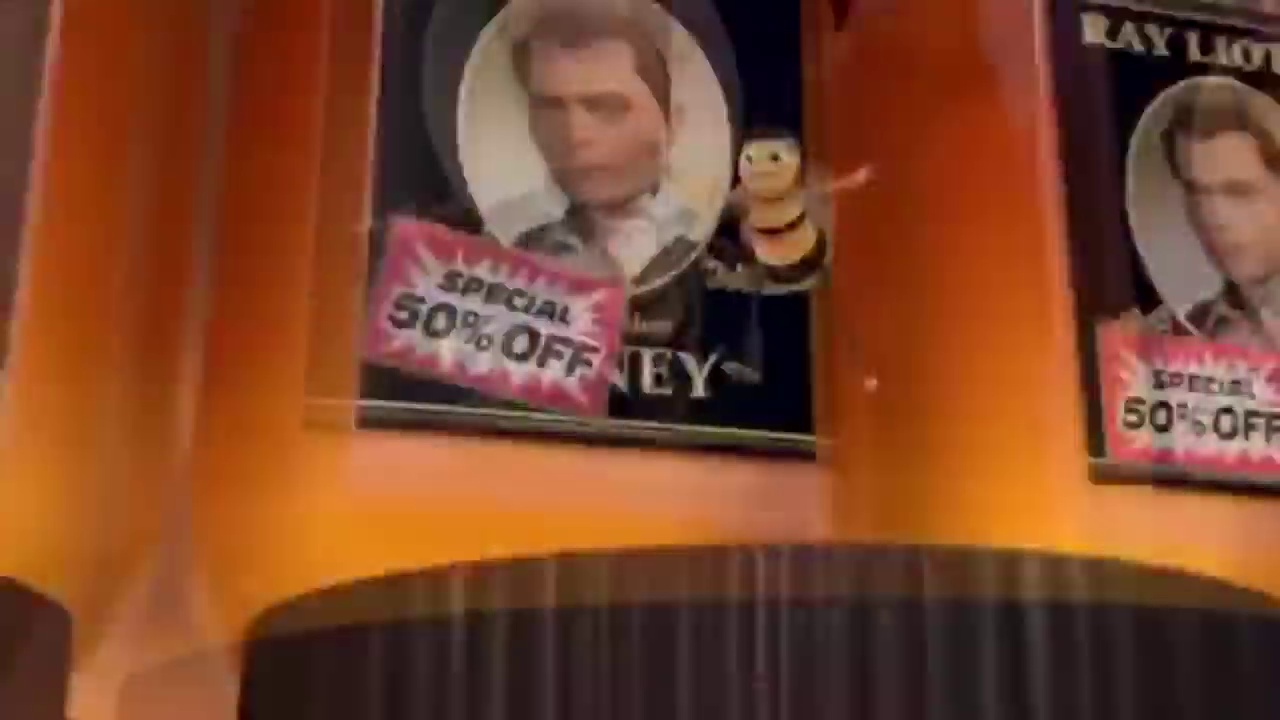 SPECIAL
50% OFF
NEY
RAY LIOT
SPECIAL
50% OFF